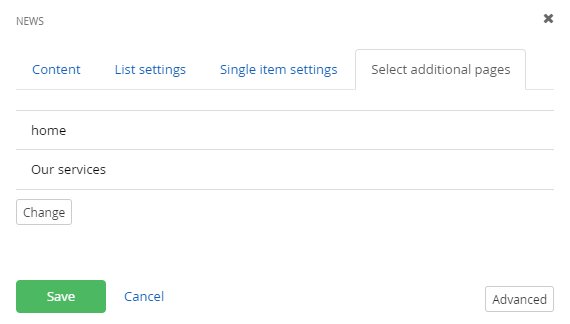 NEWS
Content List settings Single item settings Select additional pages
home
Our services
Change
Save Cancel Advanced